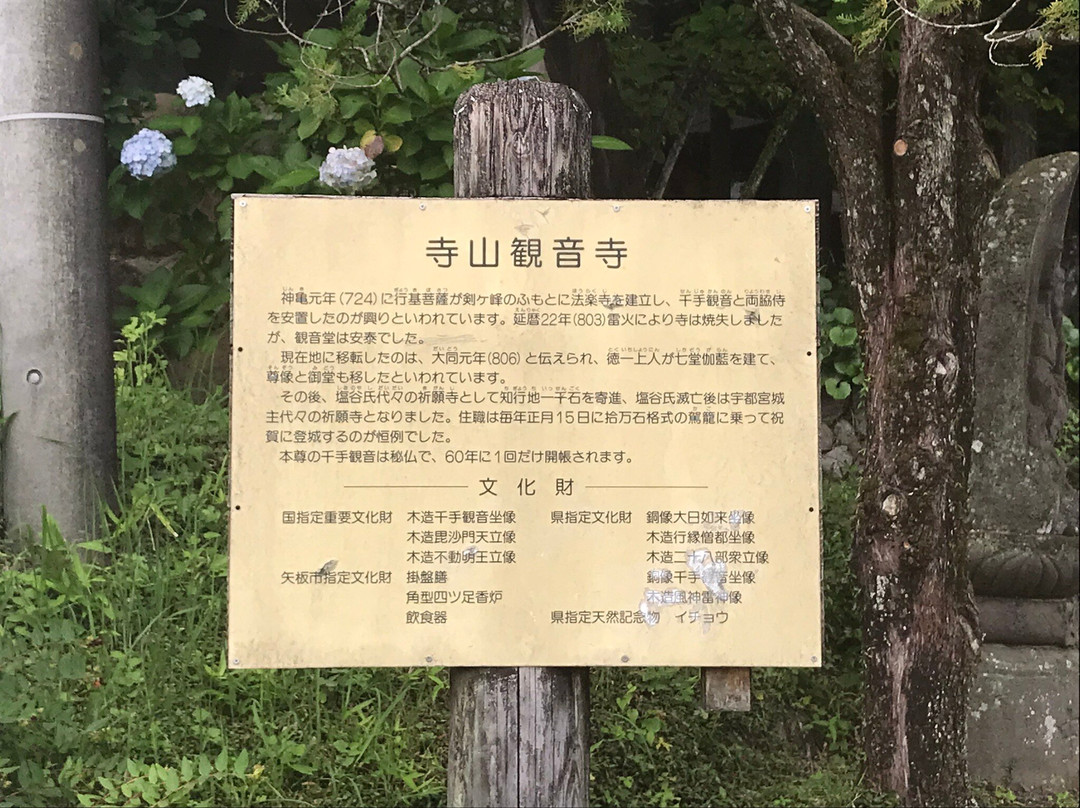 寺山観音寺
神亀元年(724)に行基菩薩が剣ヶ峰のふもとに法楽寺を建立し、千手観音と両脇侍
を安置したのが興りといわれています。延暦22年(803)雷火により寺は焼失しました
が、観音堂は安泰でした。
現在地に移転したのは、大同元年(806)と伝えられ、徳一上人が七堂伽藍を建て、
尊像と御堂も移したといわれています。
その後、塩谷氏代々の祈願寺として知行地一千石を寄進、塩谷氏滅亡後は宇都宮城
主代々の祈願寺となりました。住職は毎年正月15日に拾万石格式の駕籠に乗って祝
賀に登城するのが恒例でした。
本尊の千手観音は秘仏で、60年に1回だけ開帳されます。
文化財
国指定重要文化財 木造千手観音坐像 県指定文化財 銅像大日如来坐像
木造毘沙門天立像 木造行縁僧都坐像
木造不動明王立像 木造二十八部衆立像
矢板市指定文化財 掛盤膳 銅像千手観音坐像
角型四ツ足香炉 木造風神雷神像
飲食器 県指定天然記念物 イチョウ